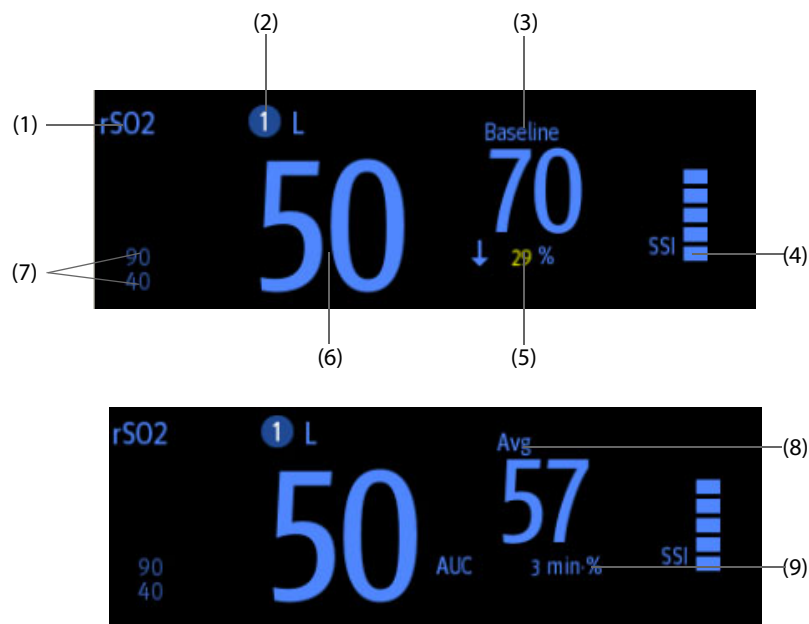 (2)
(3)
(1)
rSO2
1 L
Baseline
50
70
(7)
90
40
↓ 29 %
SSI
(4)
(6)
(5)
rSO2
1 L
Avg
(8)
50
57
90
40
AUC
3 min·%
SSI
(9)